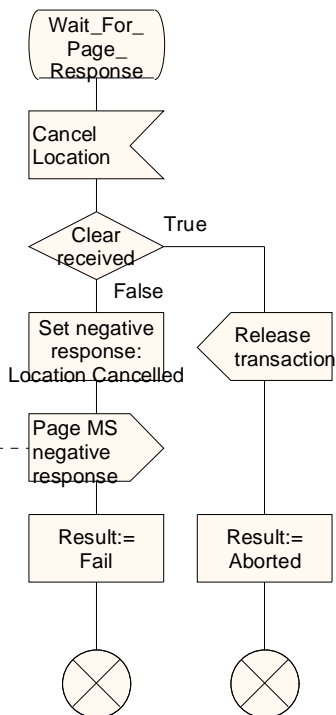 Wait_For_
Page_
Response_
Cancel
Location
Clear
received
True
False
Set negative
response:
Location Cancelled
Release
transaction
Page MS
negative
response
Result:=
Fail
Result:=
Aborted